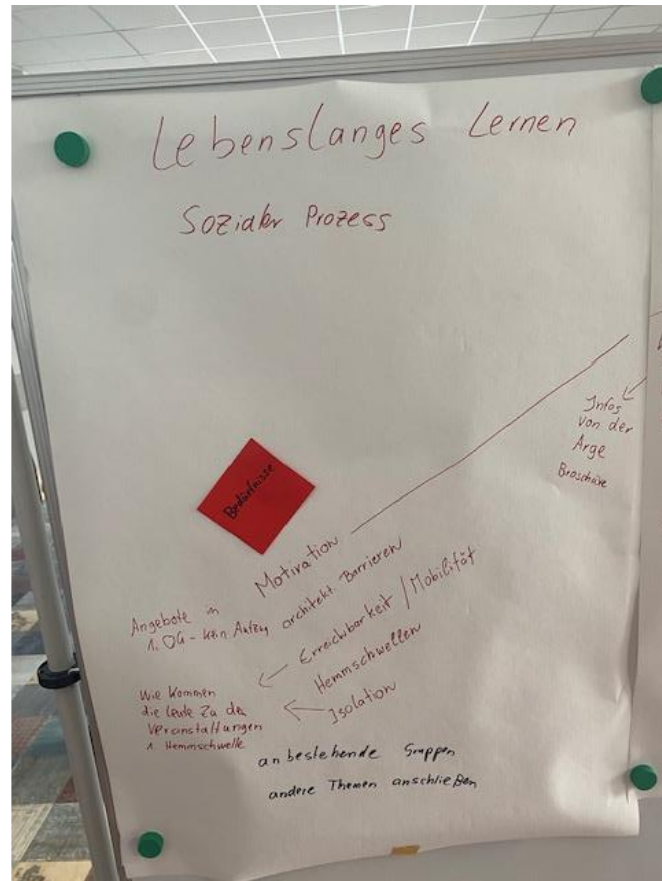 Lebenslanges Lernen
Sozialer Prozess
Infos
von der
Arge
Broschüre
Bedürfnisse
Motivation
Angebote in
1. OG - kein Aufzug
architekt. Barrieren
Erreichbarkeit / Mobilität
Hemmschwellen
Isolation
Wie kommen
die Leute zu den
Veranstaltungen
1. Hemmschwelle
an bestehende Gruppen
andere Themen anschließen